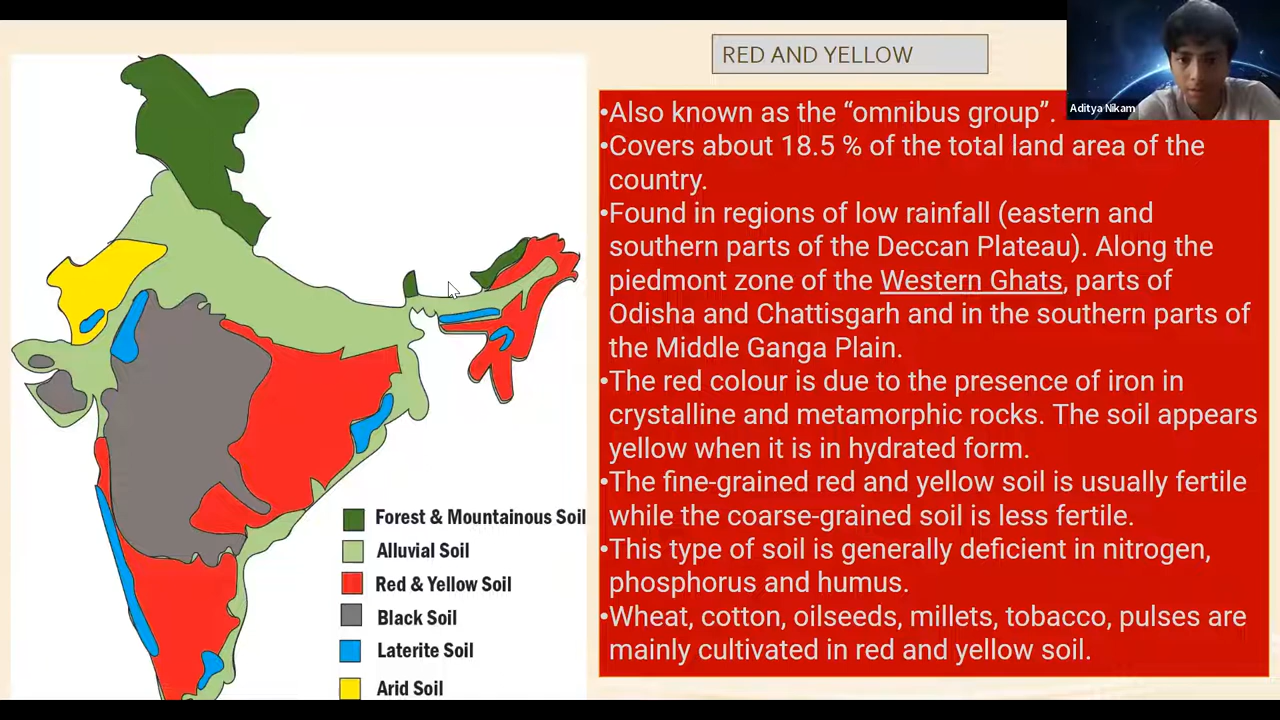 RED AND YELLOW
Aditya Nikam
•Also known as the “omnibus group”.
•Covers about 18.5 % of the total land area of the
country.
•Found in regions of low rainfall (eastern and
southern parts of the Deccan Plateau). Along the
piedmont zone of the Western Ghats, parts of
Odisha and Chattisgarh and in the southern parts of
the Middle Ganga Plain.
•The red colour is due to the presence of iron in
crystalline and metamorphic rocks. The soil appears
yellow when it is in hydrated form.
•The fine-grained red and yellow soil is usually fertile
while the coarse-grained soil is less fertile.
•This type of soil is generally deficient in nitrogen,
phosphorus and humus.
•Wheat, cotton, oilseeds, millets, tobacco, pulses are
mainly cultivated in red and yellow soil.
Forest & Mountainous Soil
Alluvial Soil
Red & Yellow Soil
Black Soil
Laterite Soil
Arid Soil